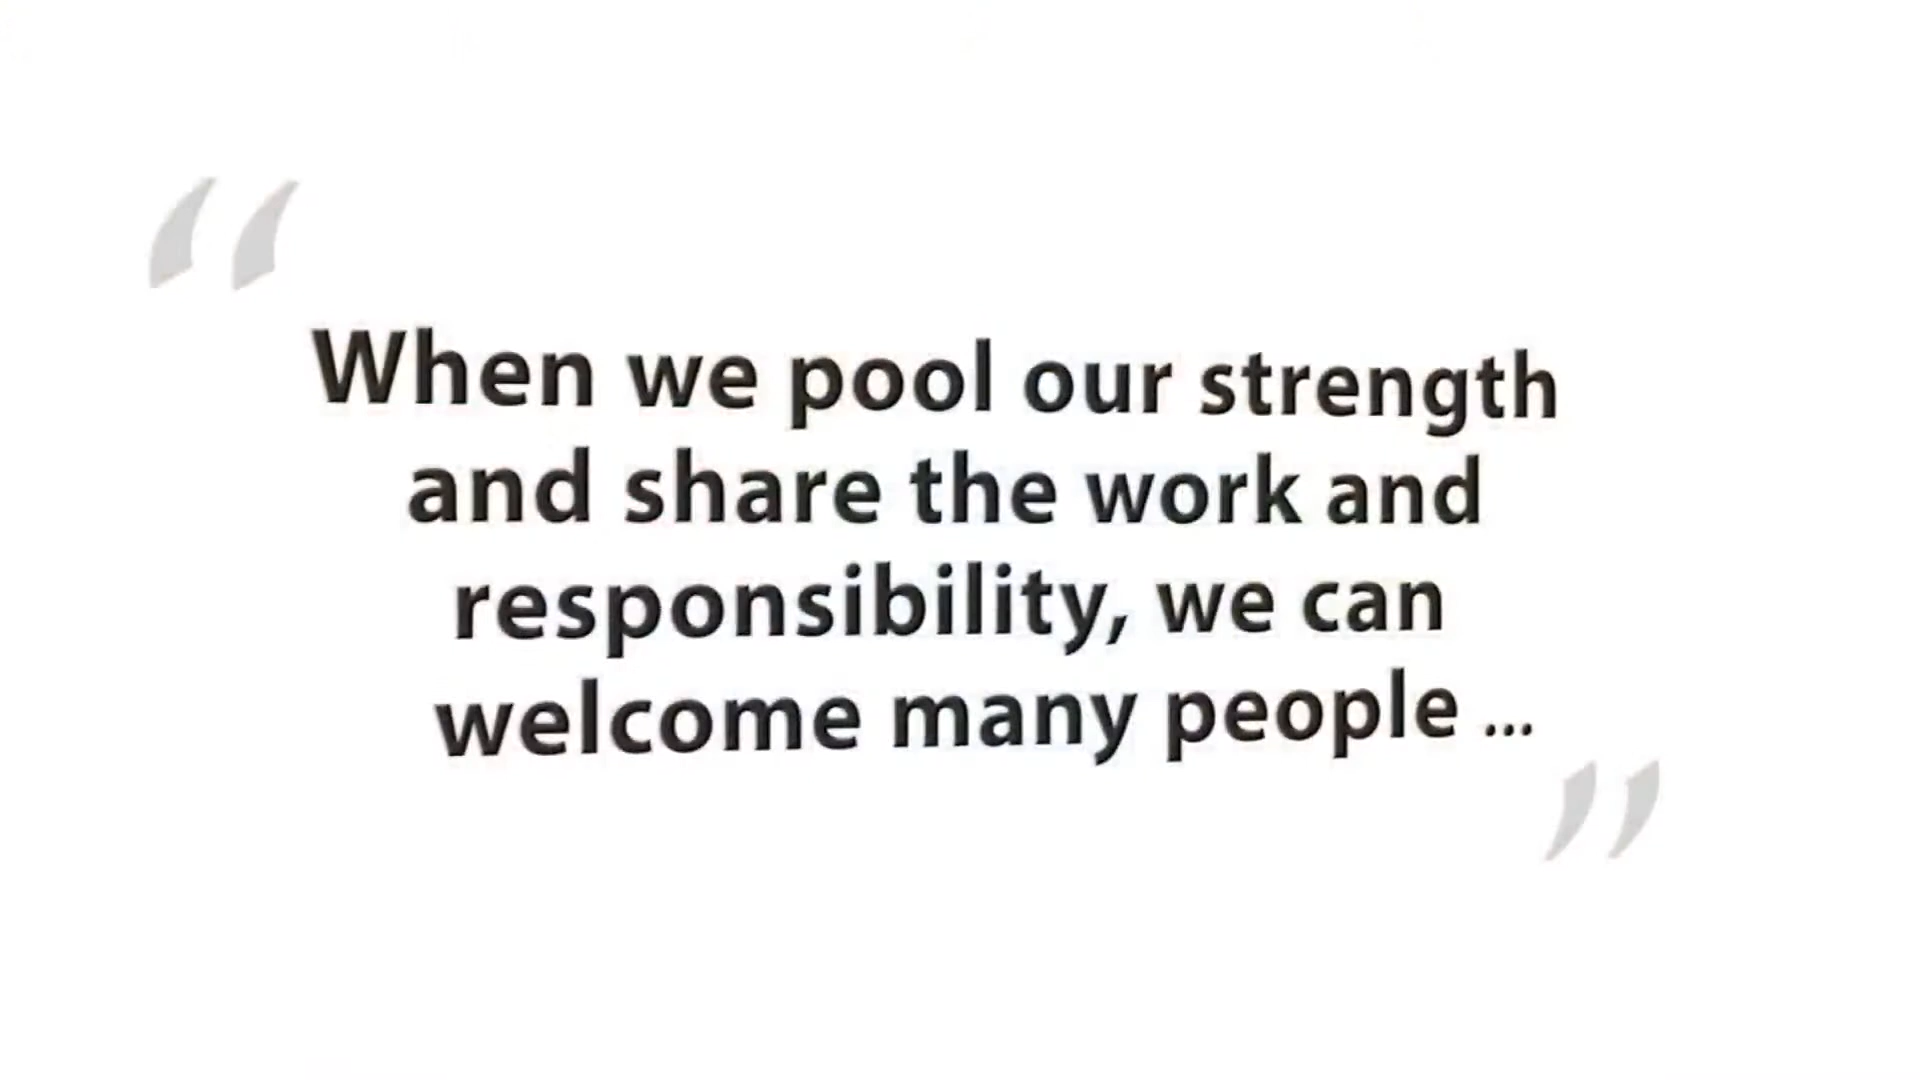 “
When we pool our strength
and share the work and
responsibility, we can
welcome many people ...
”